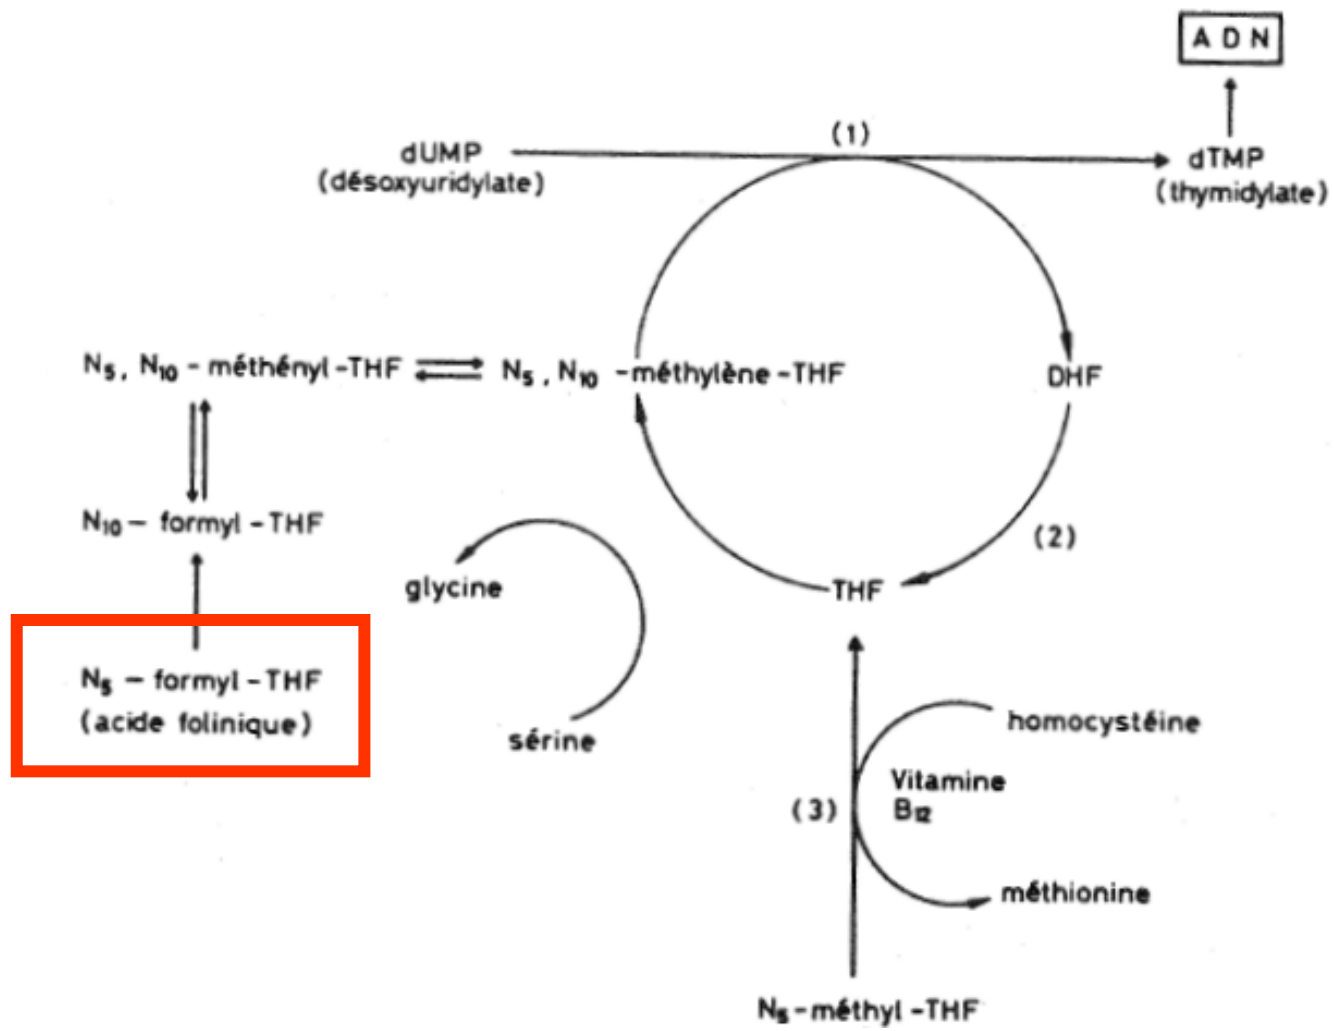 A D N
(1)
dUMP
(désoxyuridylate)
dTMP
(thymidylate)
N5, N10 - méthényl-THF
N5, N10 -méthylène-THF
DHF
N10- formyl-THF
(2)
glycine
THF
N5 - formyl-THF
(acide folinique)
sérine
homocystéine
Vitamine
B12
(3)
méthionine
N5-méthyl-THF